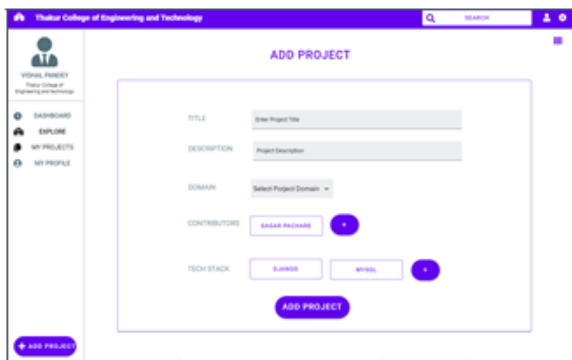 Thakur College of Engineering and Technology
SEARCH
VISHAL PANDEY
Thakur College of
Engineering and technology
DASHBOARD
EXPLORE
MY PROJECTS
MY PROFILE
+ ADD PROJECT
ADD PROJECT
TITLE
Enter Project Title
DESCRIPTION
Project Description
DOMAIN
Select Porject Domain
CONTRIBUTORS
SAGAR PACHARE
+
TECH STACK
DJANGO
MYSQL
+
ADD PROJECT